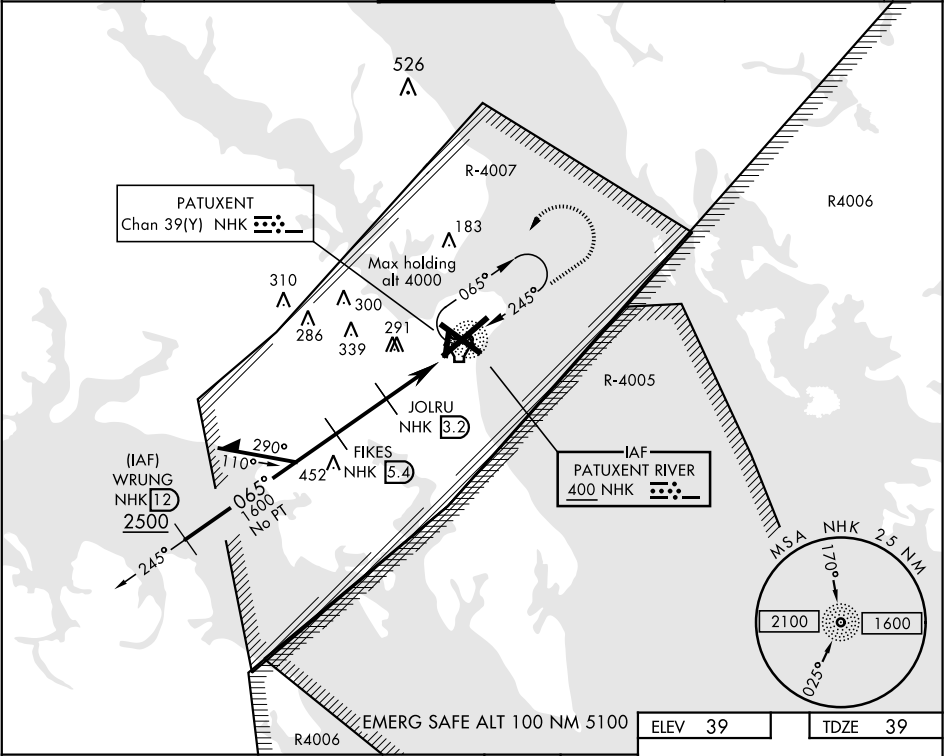 526
R-4007
PATUXENT
Chan 39(Y) NHK
R4006
183
Max holding
alt 4000
065°
245°
310
300
286
339
291
R-4005
JOLRU
NHK 3.2
290°
110°
FIKES
NHK 5.4
452
(IAF)
WRUNG
NHK 12
2500
065°
1600
No PT
245°
IAF
PATUXENT RIVER
400 NHK
MSA NHK 25 NM
170°
2100
1600
025°
EMERG SAFE ALT 100 NM 5100
ELEV 39
TDZE 39
R4006